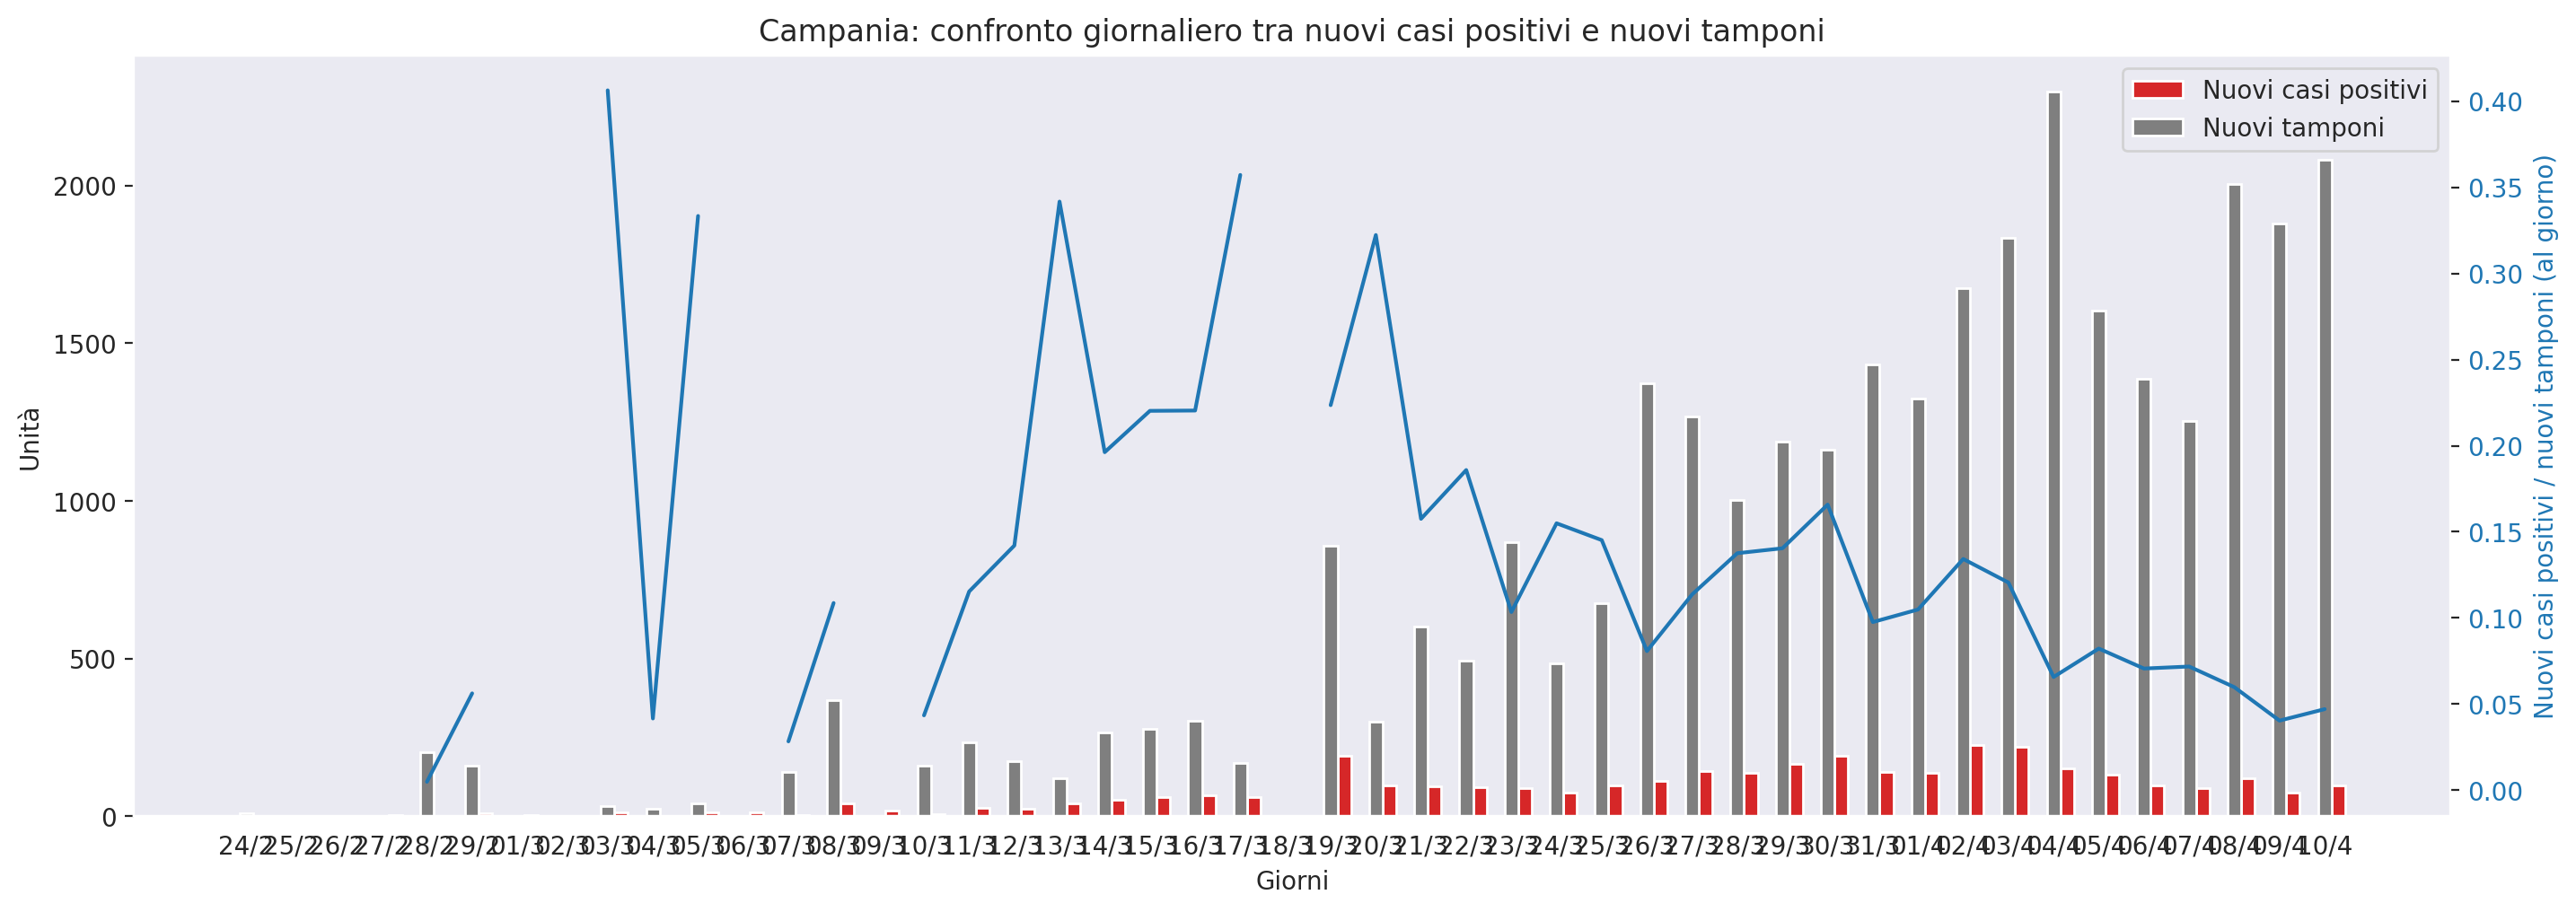 Campania: confronto giornaliero tra nuovi casi positivi e nuovi tamponi
Nuovi casi positivi
Nuovi tamponi
Unità
2000
1500
1000
500
0
0.40
0.35
0.30
0.25
0.20
0.15
0.10
0.05
0.00
Nuovi casi positivi / nuovi tamponi (al giorno)
24/2 25/2 26/2 27/2 28/2 29/2 01/3 02/3 03/3 04/3 05/3 06/3 07/3 08/3 09/3 10/3 11/3 12/3 13/3 14/3 15/3 16/3 17/3 18/3 19/3 20/3 21/3 22/3 23/3 24/3 25/3 26/3 27/3 28/3 29/3 30/3 31/3 01/4 02/4 03/4 04/4 05/4 06/4 07/4 08/4 09/4 10/4
Giorni